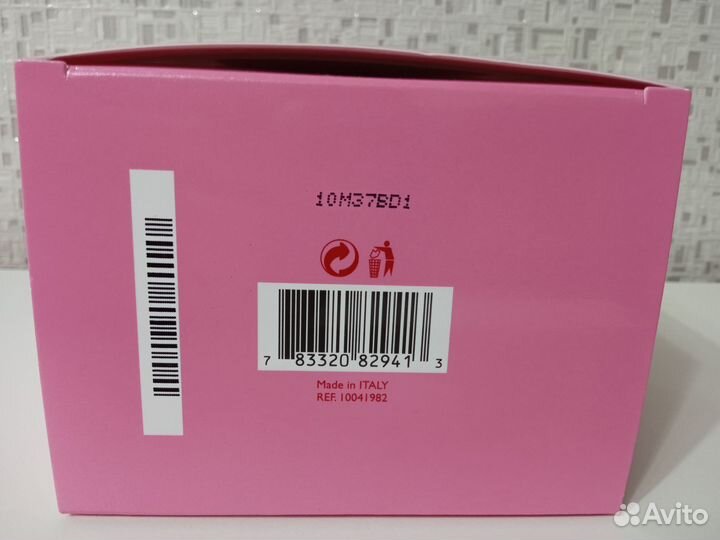 10M37BD1
7 83320 82941 3
Made in ITALY
REF. 10041982
Avito